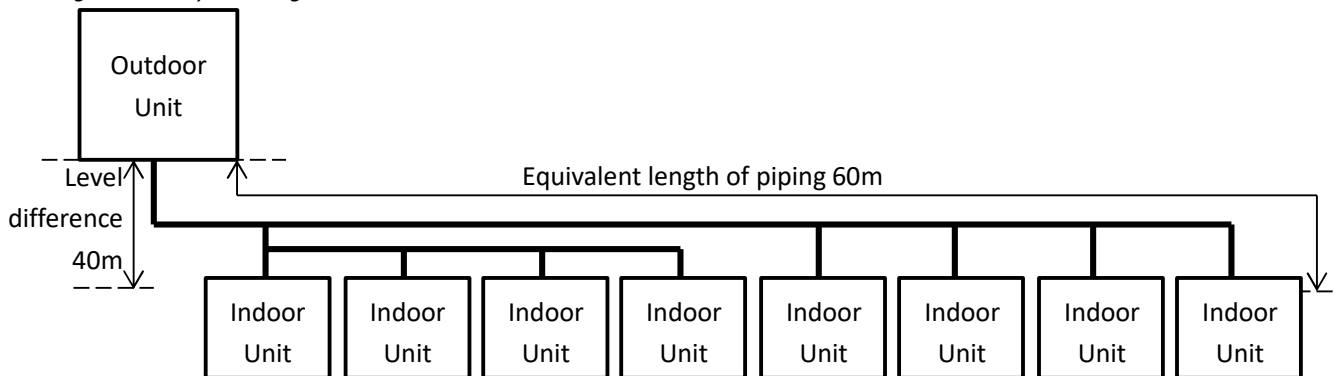 Outdoor
Unit
Level
difference
40m
Equivalent length of piping 60m
Indoor Indoor Indoor Indoor Indoor Indoor Indoor Indoor
Unit Unit Unit Unit Unit Unit Unit Unit